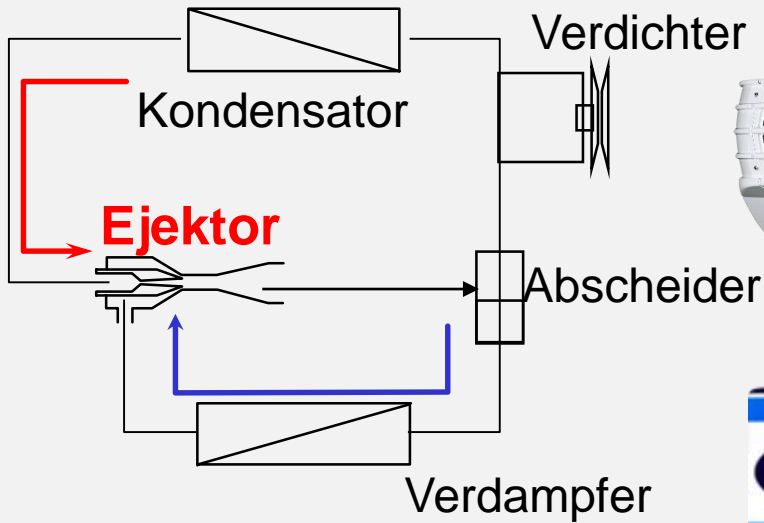 Verdichter
Kondensator
Ejektor
Abscheider
Verdampfer